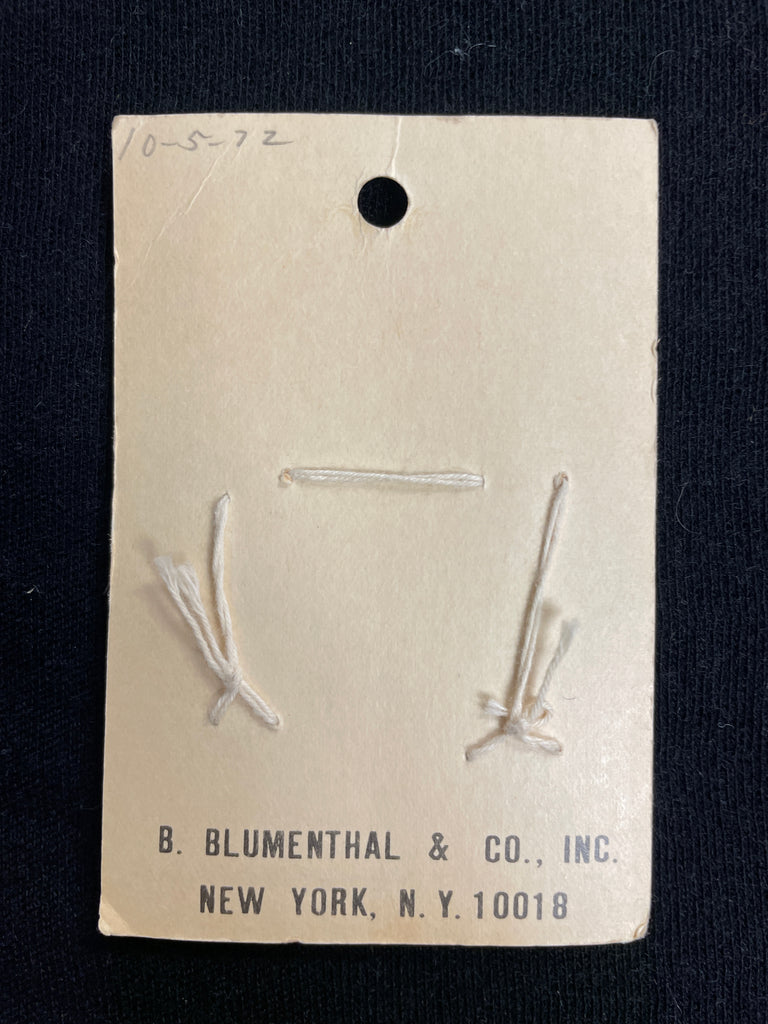 10-5-72
B. BLUMENTHAL & CO., INC.
NEW YORK, N.Y. 10018